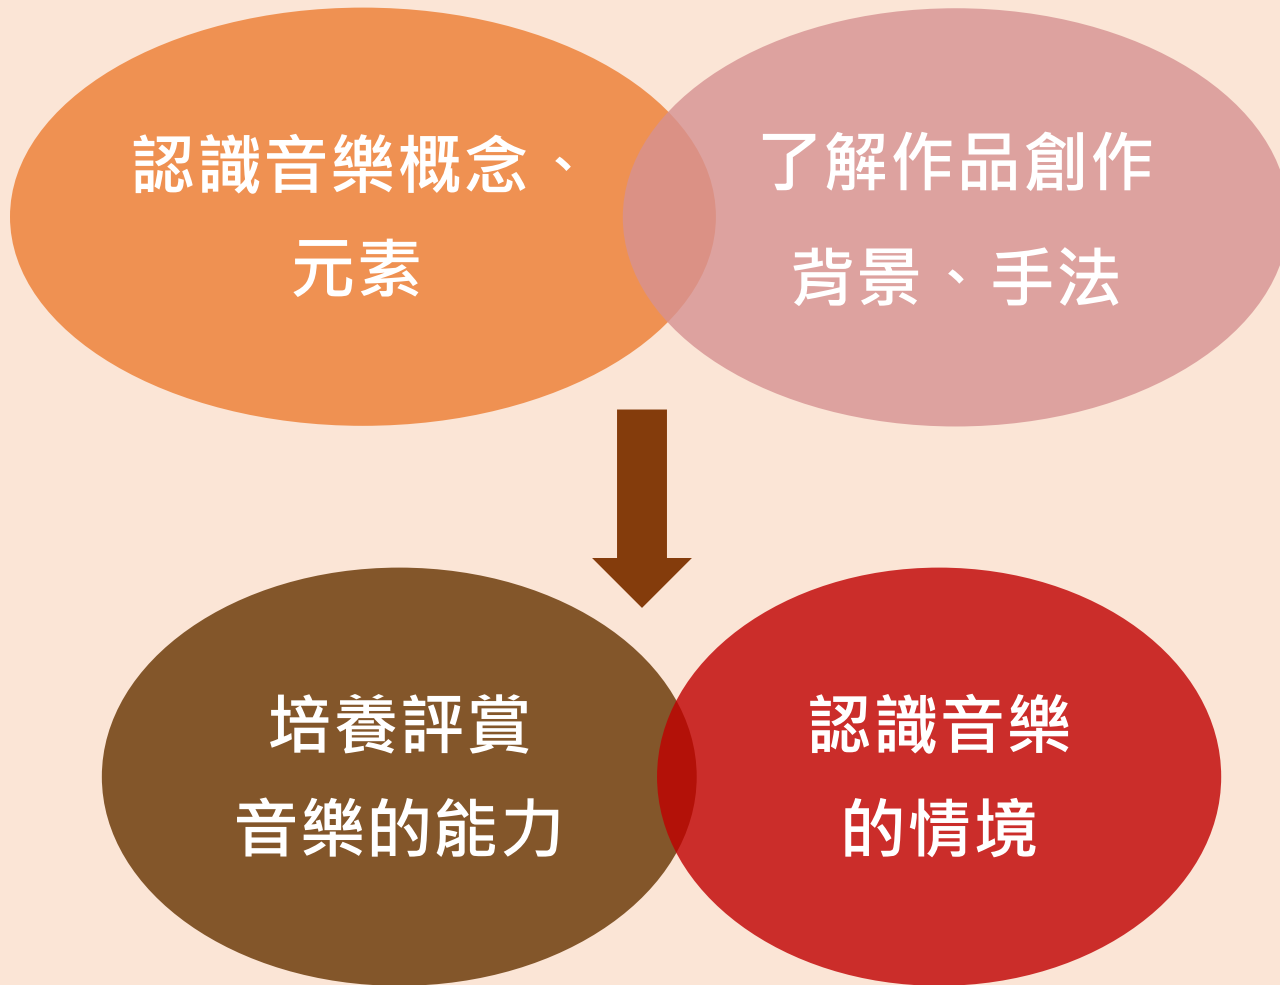 認識音樂概念、
元素
了解作品創作
背景、手法
培養評賞
音樂的能力
認識音樂
的情境